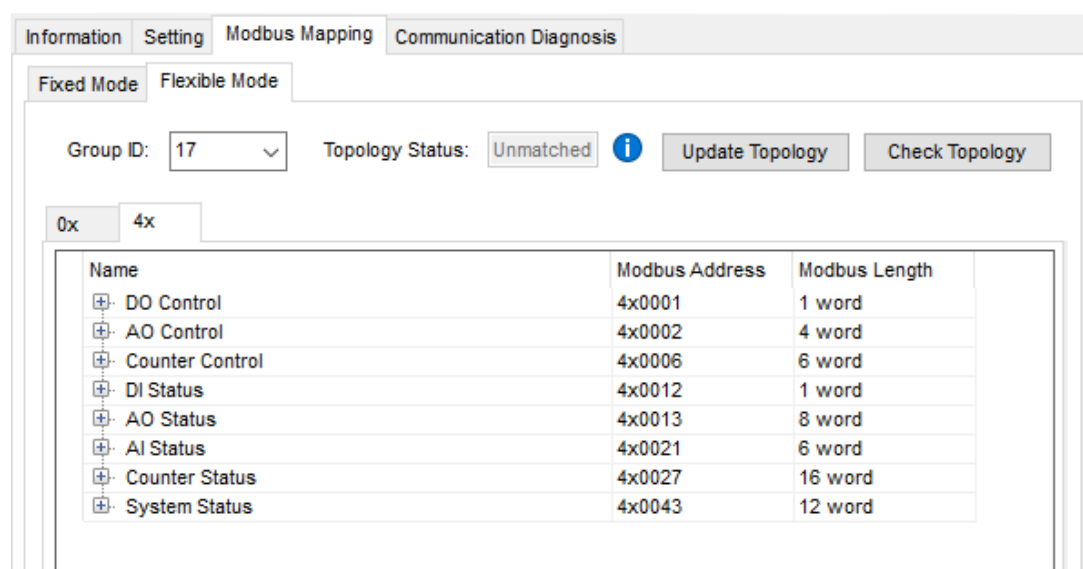 Information Setting Modbus Mapping Communication Diagnosis
Fixed Mode Flexible Mode
Group ID: 17 Topology Status: Unmatched i Update Topology Check Topology
0x 4x
Name Modbus Address Modbus Length
DO Control 4x0001 1 word
AO Control 4x0002 4 word
Counter Control 4x0006 6 word
DI Status 4x0012 1 word
AO Status 4x0013 8 word
AI Status 4x0021 6 word
Counter Status 4x0027 16 word
System Status 4x0043 12 word